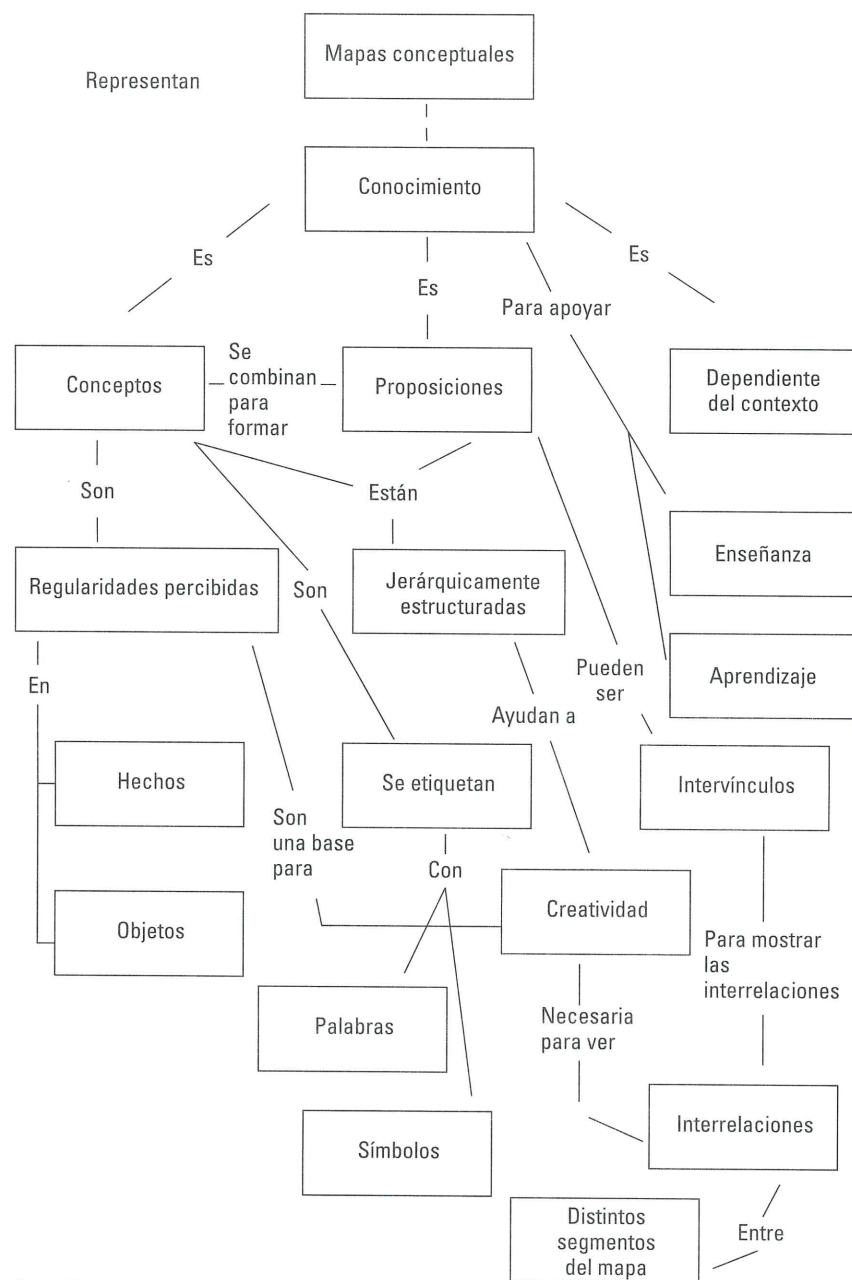 Mapas conceptuales
Representan
Conocimiento
Es
Es
Es
Para apoyar
Conceptos
Se
combinan
para
formar
Proposiciones
Dependiente
del contexto
Son
Están
Enseñanza
Regularidades percibidas
Son
Jerárquicamente
estructuradas
Pueden
ser
Aprendizaje
En
Ayudan a
Hechos
Se etiquetan
Intervínculos
Son
una base
para
Con
Creatividad
Objetos
Para mostrar
las
interrelaciones
Palabras
Necesaria
para ver
Interrelaciones
Símbolos
Distintos
segmentos
del mapa
Entre